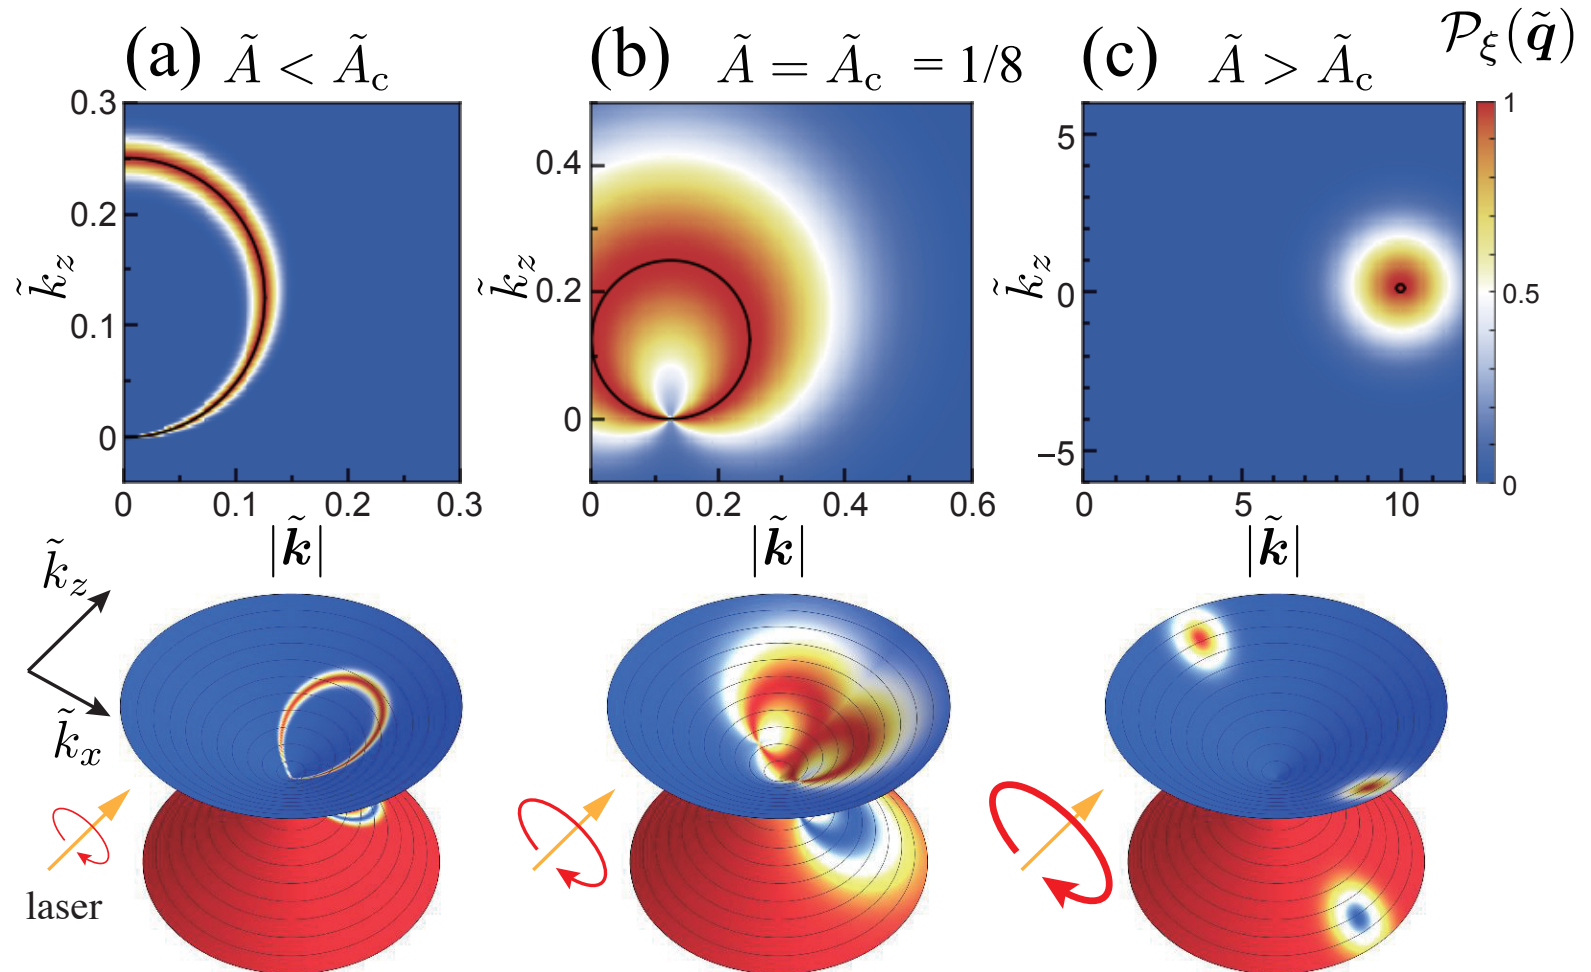 (a) Ã < Ã_c
(b) Ã = Ã_c = 1/8
(c) Ã > Ã_c
𝒫_ξ(q̃)
0.3
0.2
0.1
0
k̃_z
0
0.1
0.2
0.3
|k̃|
0.4
0.2
0
k̃_z
0
0.2
0.4
0.6
|k̃|
5
0
−5
k̃_z
0
5
10
|k̃|
1
0.5
0
k̃_z
k̃_x
laser